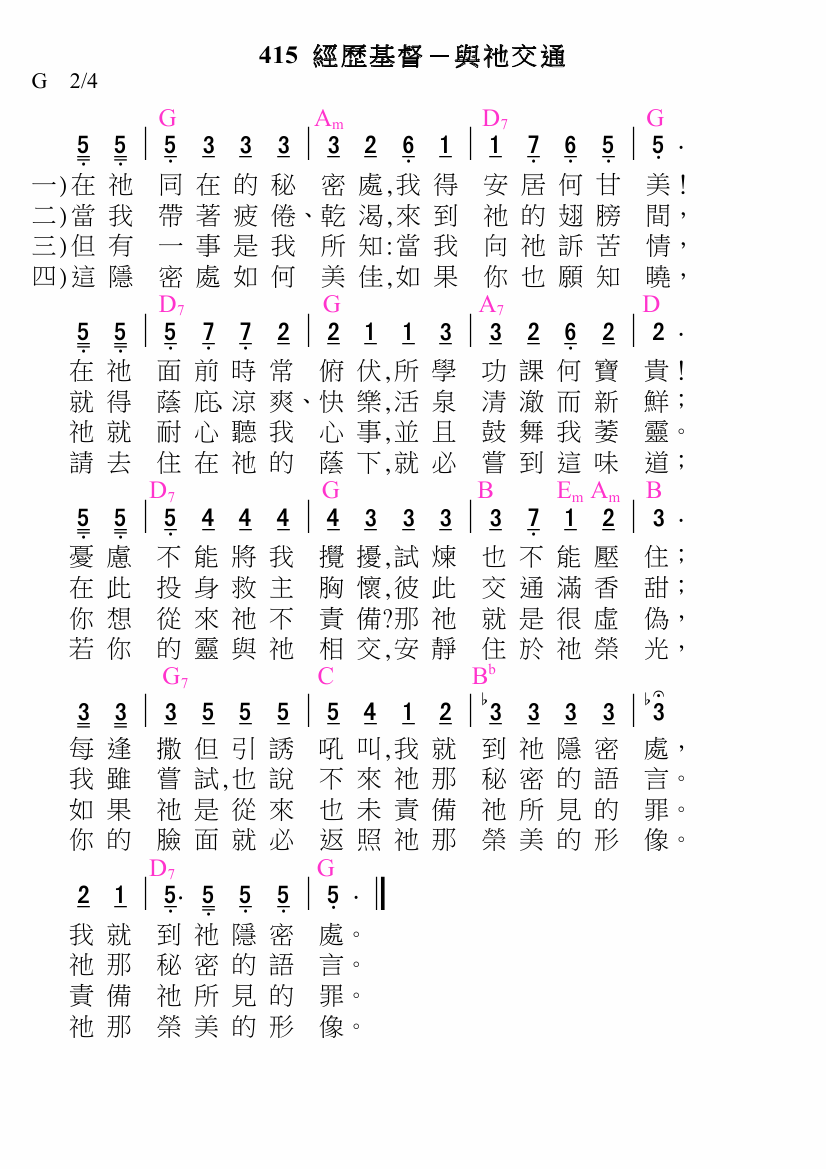 415 經歷基督－與祂交通
G 2/4
G Am D7 G
5 5 | 5 3 3 3 | 3 2 6 1 | 1 7 6 5 | 5 ·
一)在祂 同在的秘 密處,我得 安居何甘 美！
二)當我 帶著疲倦、乾渴,來到 祂的翅膀 間，
三)但有 一事是我 所知:當我 向祂訴苦 情，
四)這隱 密處如何 美佳,如果 你也願知 曉，
D7 G A7 D
5 5 | 5 7 7 2 | 2 1 1 3 | 3 2 6 2 | 2 ·
在祂 面前時常 俯伏,所學 功課何寶 貴！
就得 蔭庇、涼爽、快樂,活泉 清澈而新 鮮；
祂就 耐心聽我 心事,並且 鼓舞我萎 靈。
請去 住在祂的 蔭下,就必 嘗到這味 道；
D7 G B Em Am B
5 5 | 5 4 4 4 | 4 3 3 3 | 3 7 1 2 | 3 ·
憂慮 不能將我 攪擾,試煉 也不能壓 住；
在此 投身救主 胸懷,彼此 交通滿香 甜；
你想 從來祂不 責備?那祂 就是很虛 偽，
若你 的靈與祂 相交,安靜 住於祂榮 光，
G7 C Bb
3 3 | 3 5 5 5 | 5 4 1 2 | ♭3 3 3 3 | ♭3
每逢 撒但引誘 吼叫,我就 到祂隱密 處，
我雖 嘗試,也說 不來祂那 秘密的語 言。
如果 祂是從來 也未責備 祂所見的 罪。
你的 臉面就必 返照祂那 榮美的形 像。
D7 G
2 1 | 5· 5 5 5 | 5 · ‖
我就 到祂隱密 處。
祂那 秘密的語 言。
責備 祂所見的 罪。
祂那 榮美的形 像。